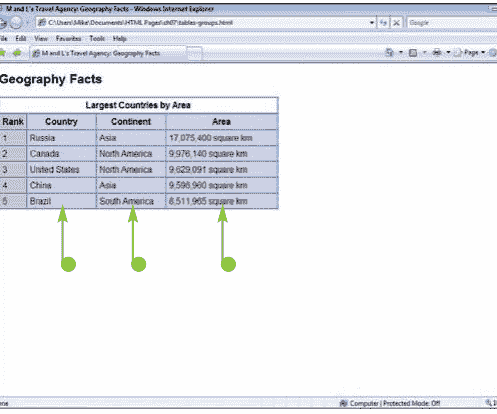 M and L's Travel Agency: Geography Facts - Windows Internet Explorer
C:\Users\Mike\Documents\HTML Pages\ch07\tables-groups.html Google
File Edit View Favorites Tools Help
M and L's Travel Agency: Geography Facts Page
Geography Facts
Largest Countries by Area
Rank Country Continent Area
1 Russia Asia 17,075,400 square km
2 Canada North America 9,976,140 square km
3 United States North America 9,629,091 square km
4 China Asia 9,596,960 square km
5 Brazil South America 8,511,965 square km
Computer | Protected Mode: Off